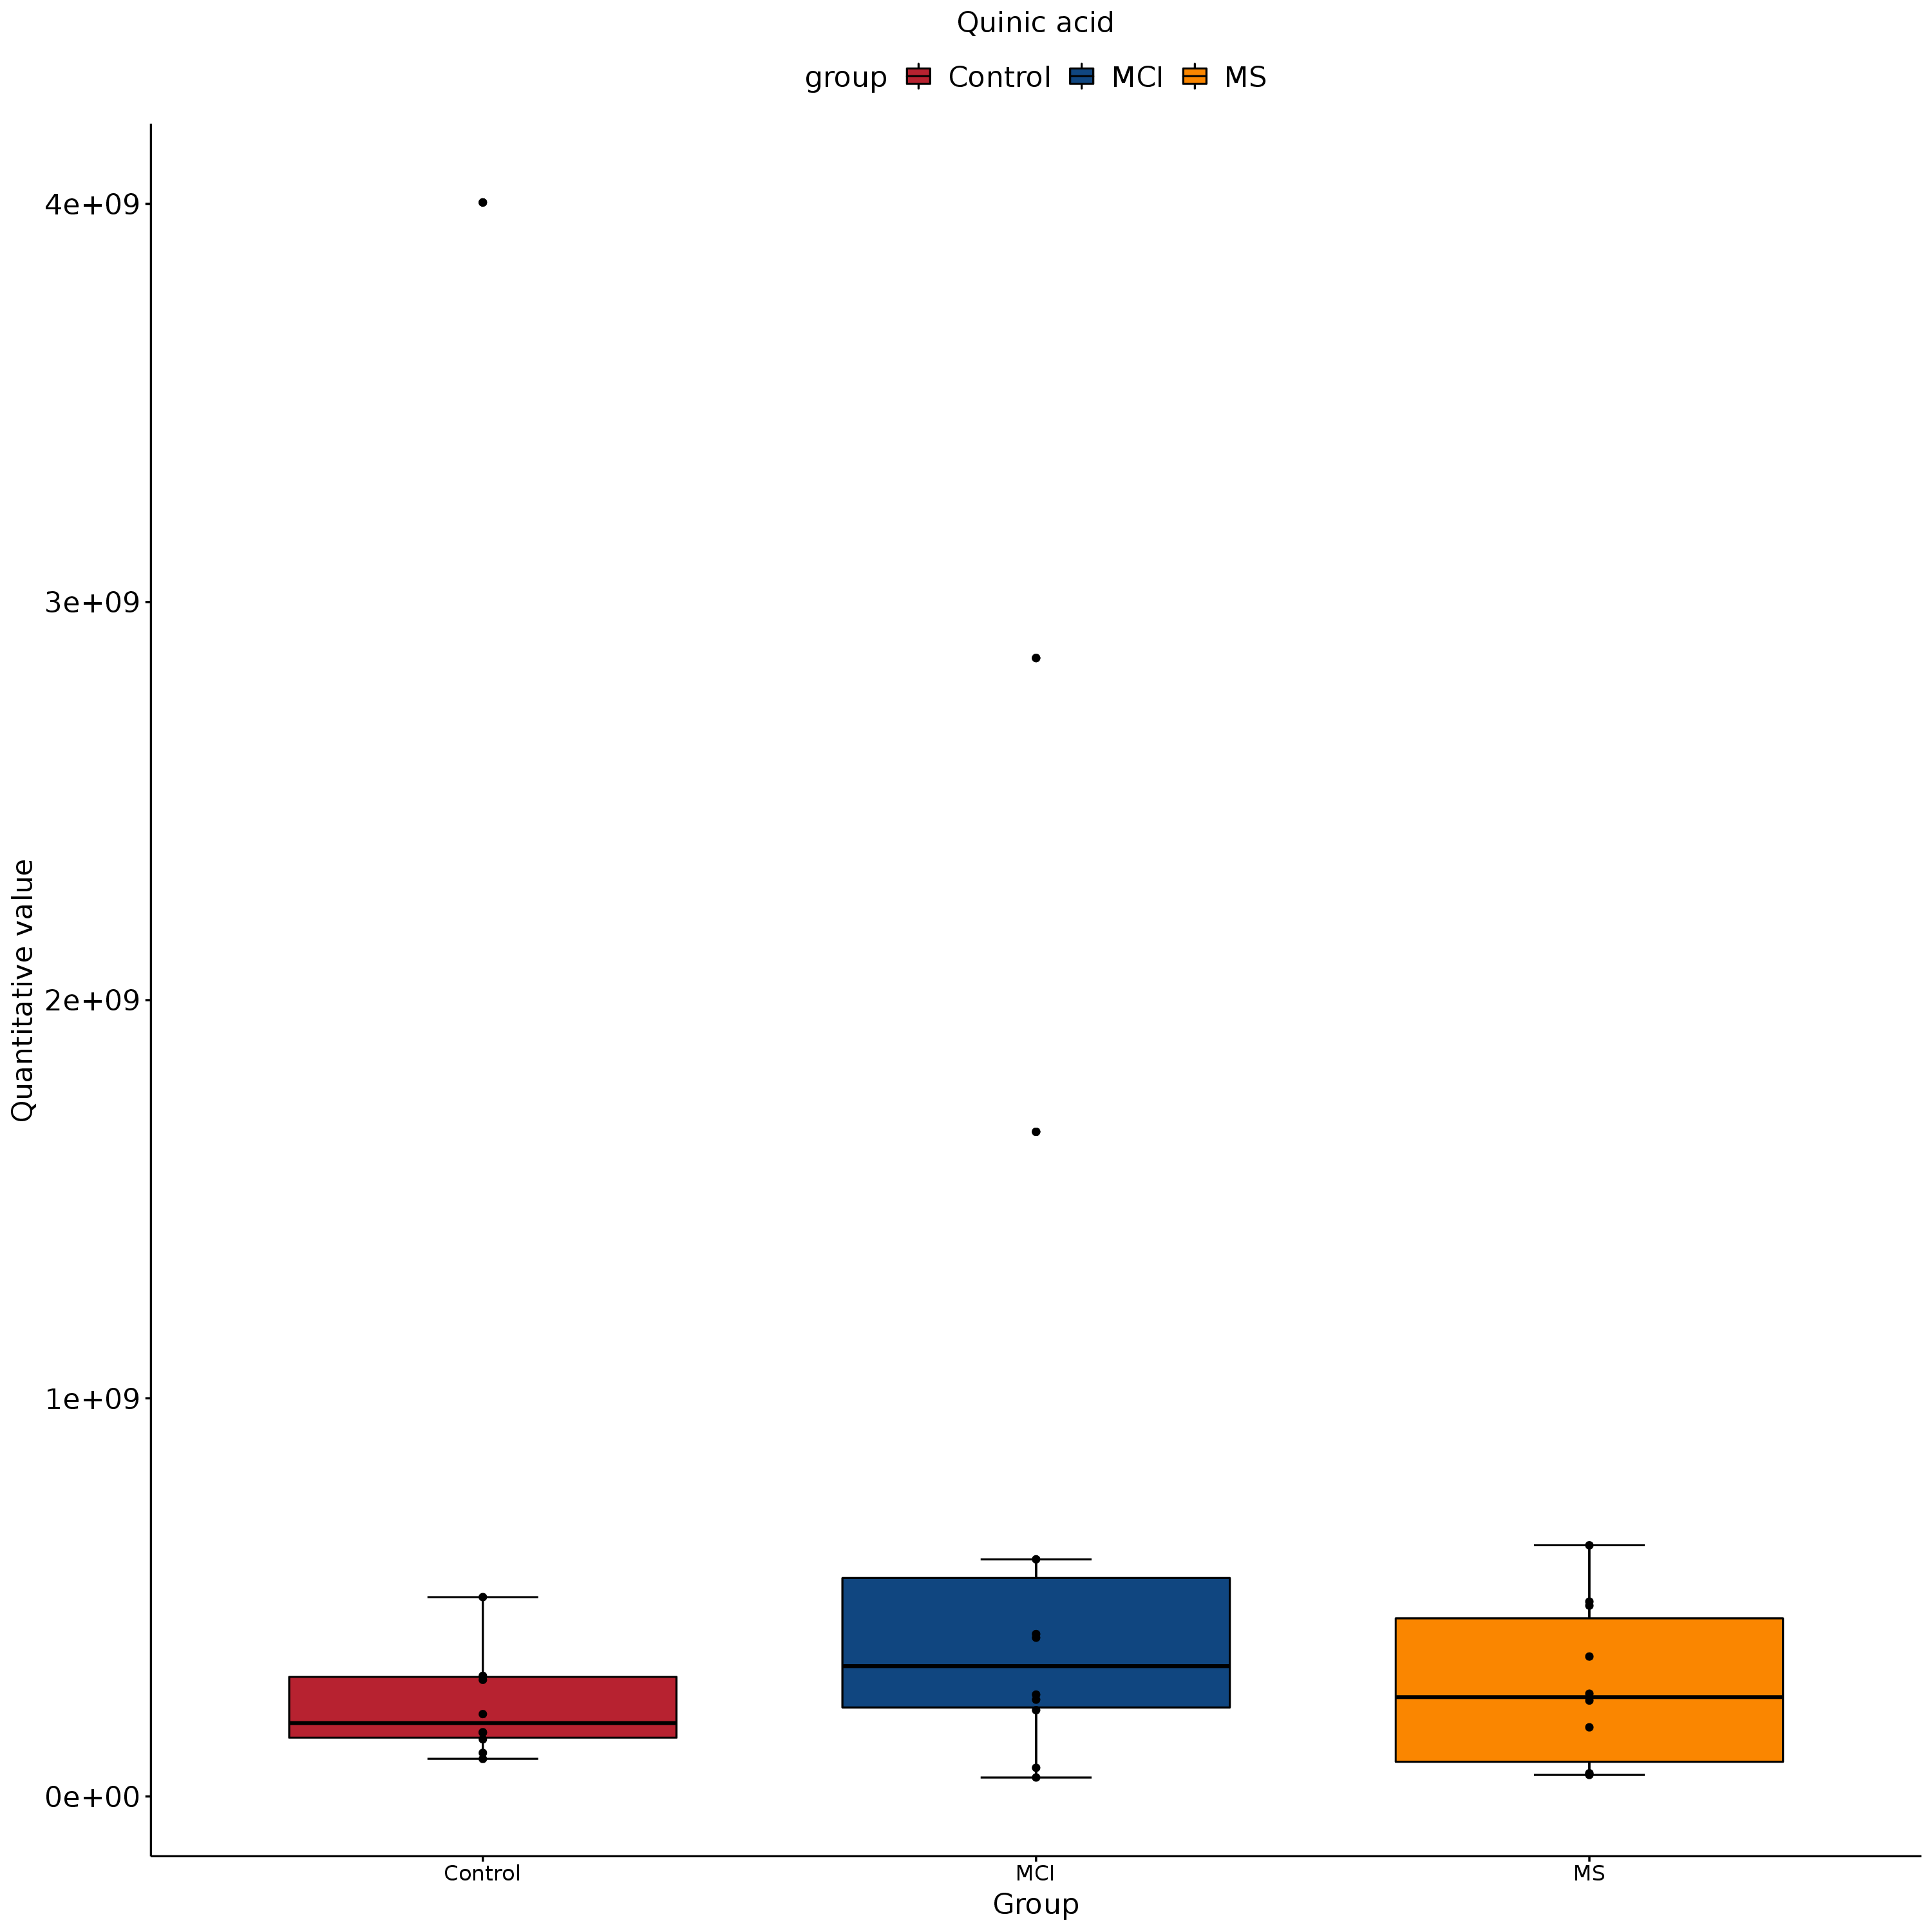 Quinic acid
group Control MCI MS
Quantitative value
4e+09
3e+09
2e+09
1e+09
0e+00
Control MCI MS
Group